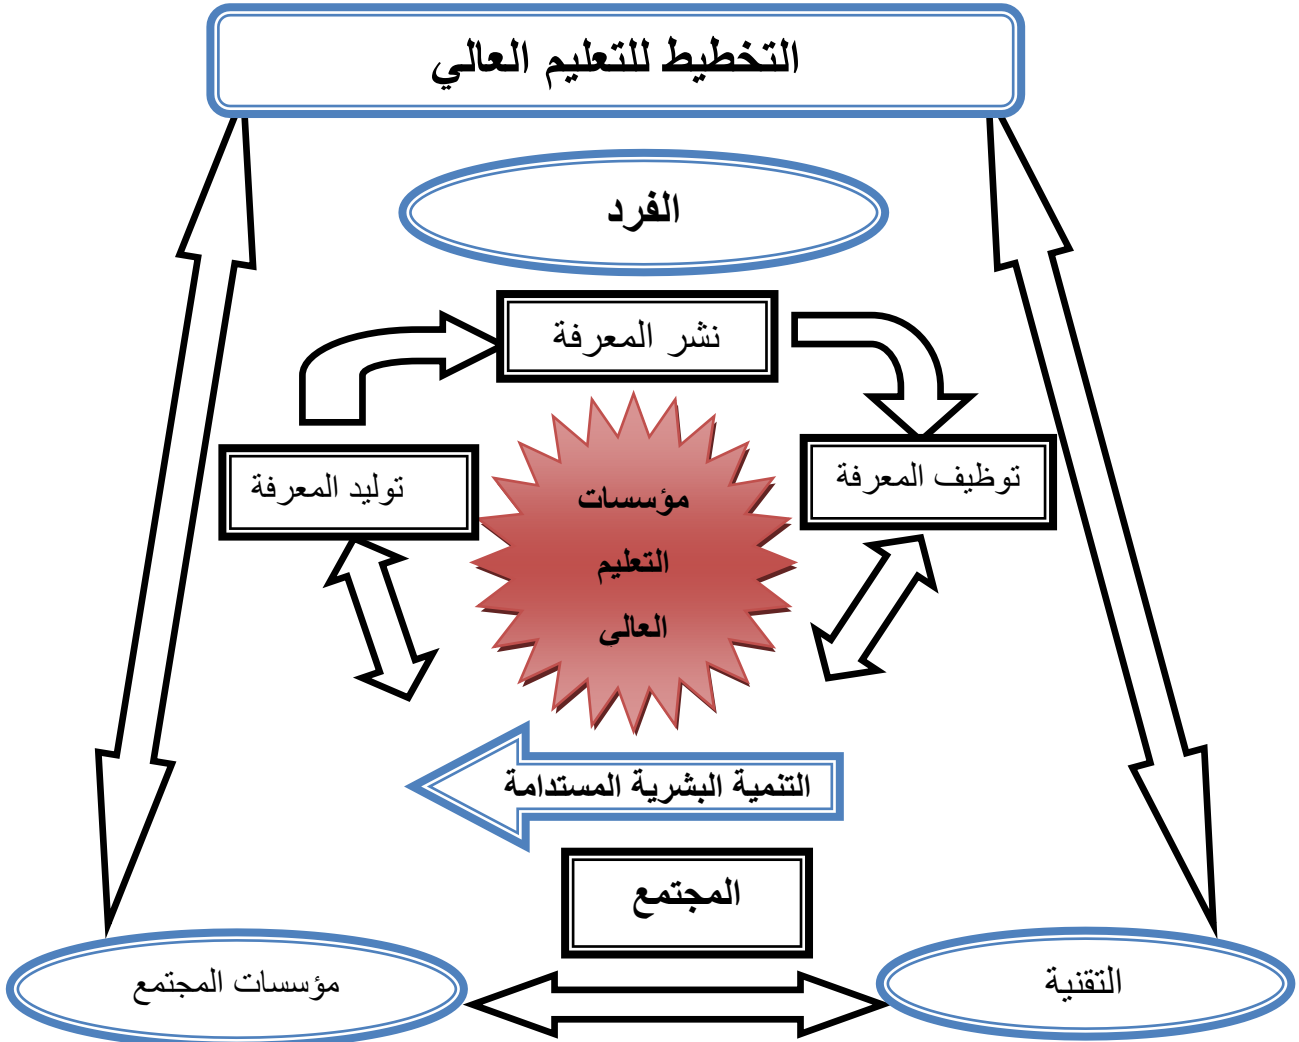 التخطيط للتعليم العالي
الفرد
نشر المعرفة
توظيف المعرفة
توليد المعرفة
مؤسسات
التعليم
العالى
التنمية البشرية المستدامة
المجتمع
التقنية
مؤسسات المجتمع